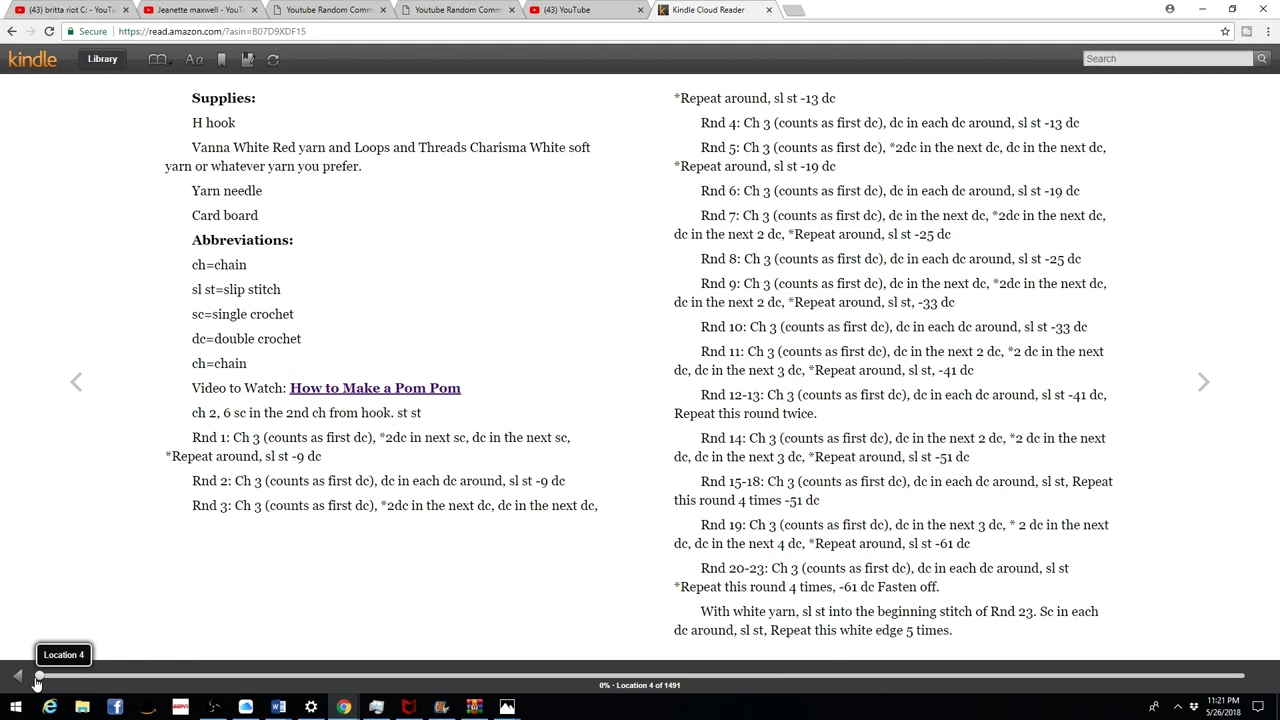 (43) britta riot C: - YouTu
Jeanette maxwell - YouTu
Youtube Random Comm
Youtube Random Comm
(43) YouTube
Kindle Cloud Reader
Secure
https://read.amazon.com/?asin=B07D9XDF15
kindle
Library
Aa
Search
Supplies:
H hook
Vanna White Red yarn and Loops and Threads Charisma White soft
yarn or whatever yarn you prefer.
Yarn needle
Card board
Abbreviations:
ch=chain
sl st=slip stitch
sc=single crochet
dc=double crochet
ch=chain
Video to Watch: How to Make a Pom Pom
ch 2, 6 sc in the 2nd ch from hook. st st
Rnd 1: Ch 3 (counts as first dc), *2dc in next sc, dc in the next sc,
*Repeat around, sl st -9 dc
Rnd 2: Ch 3 (counts as first dc), dc in each dc around, sl st -9 dc
Rnd 3: Ch 3 (counts as first dc), *2dc in the next dc, dc in the next dc,
*Repeat around, sl st -13 dc
Rnd 4: Ch 3 (counts as first dc), dc in each dc around, sl st -13 dc
Rnd 5: Ch 3 (counts as first dc), *2dc in the next dc, dc in the next dc,
*Repeat around, sl st -19 dc
Rnd 6: Ch 3 (counts as first dc), dc in each dc around, sl st -19 dc
Rnd 7: Ch 3 (counts as first dc), dc in the next dc, *2dc in the next dc,
dc in the next 2 dc, *Repeat around, sl st -25 dc
Rnd 8: Ch 3 (counts as first dc), dc in each dc around, sl st -25 dc
Rnd 9: Ch 3 (counts as first dc), dc in the next dc, *2dc in the next dc,
dc in the next 2 dc, *Repeat around, sl st, -33 dc
Rnd 10: Ch 3 (counts as first dc), dc in each dc around, sl st -33 dc
Rnd 11: Ch 3 (counts as first dc), dc in the next 2 dc, *2 dc in the next
dc, dc in the next 3 dc, *Repeat around, sl st, -41 dc
Rnd 12-13: Ch 3 (counts as first dc), dc in each dc around, sl st -41 dc,
Repeat this round twice.
Rnd 14: Ch 3 (counts as first dc), dc in the next 2 dc, *2 dc in the next
dc, dc in the next 3 dc, *Repeat around, sl st -51 dc
Rnd 15-18: Ch 3 (counts as first dc), dc in each dc around, sl st, Repeat
this round 4 times -51 dc
Rnd 19: Ch 3 (counts as first dc), dc in the next 3 dc, * 2 dc in the next
dc, dc in the next 4 dc, *Repeat around, sl st -61 dc
Rnd 20-23: Ch 3 (counts as first dc), dc in each dc around, sl st
*Repeat this round 4 times, -61 dc Fasten off.
With white yarn, sl st into the beginning stitch of Rnd 23. Sc in each
dc around, sl st, Repeat this white edge 5 times.
Location 4
0% · Location 4 of 1491
11:21 PM
5/26/2018